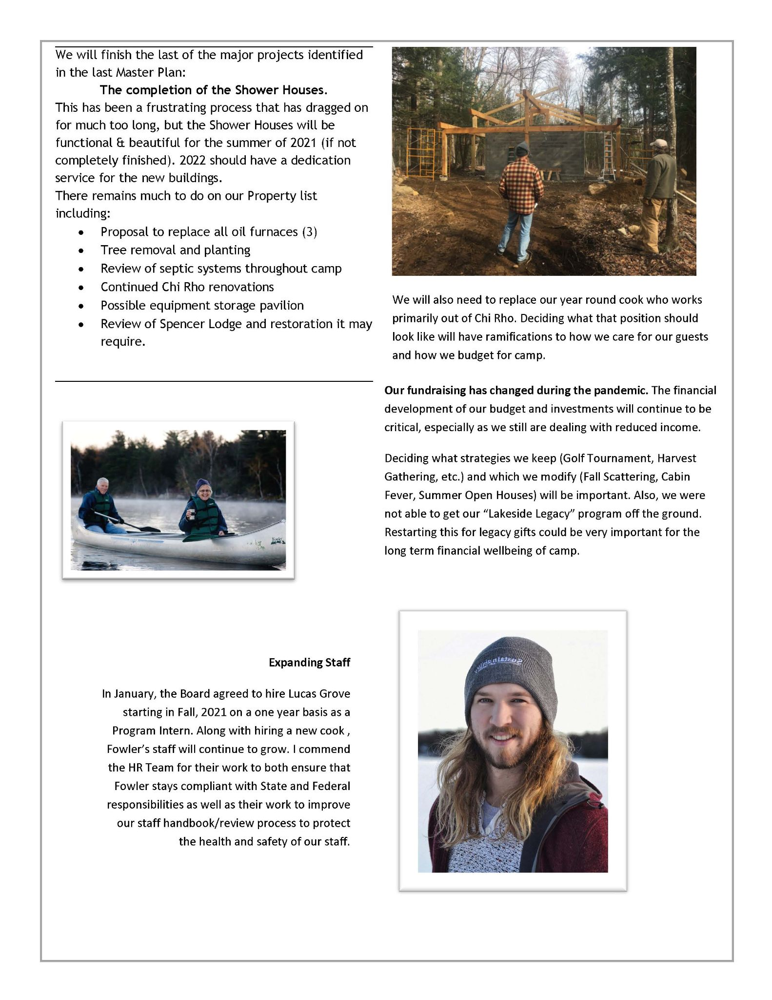 We will finish the last of the major projects identified
in the last Master Plan:
The completion of the Shower Houses.
This has been a frustrating process that has dragged on
for much too long, but the Shower Houses will be
functional & beautiful for the summer of 2021 (if not
completely finished). 2022 should have a dedication
service for the new buildings.
There remains much to do on our Property list
including:
• Proposal to replace all oil furnaces (3)
• Tree removal and planting
• Review of septic systems throughout camp
• Continued Chi Rho renovations
• Possible equipment storage pavilion
• Review of Spencer Lodge and restoration it may
require.
We will also need to replace our year round cook who works
primarily out of Chi Rho. Deciding what that position should
look like will have ramifications to how we care for our guests
and how we budget for camp.
Our fundraising has changed during the pandemic. The financial
development of our budget and investments will continue to be
critical, especially as we still are dealing with reduced income.
Deciding what strategies we keep (Golf Tournament, Harvest
Gathering, etc.) and which we modify (Fall Scattering, Cabin
Fever, Summer Open Houses) will be important. Also, we were
not able to get our “Lakeside Legacy” program off the ground.
Restarting this for legacy gifts could be very important for the
long term financial wellbeing of camp.
Expanding Staff
In January, the Board agreed to hire Lucas Grove
starting in Fall, 2021 on a one year basis as a
Program Intern. Along with hiring a new cook ,
Fowler’s staff will continue to grow. I commend
the HR Team for their work to both ensure that
Fowler stays compliant with State and Federal
responsibilities as well as their work to improve
our staff handbook/review process to protect
the health and safety of our staff.
Sustainability